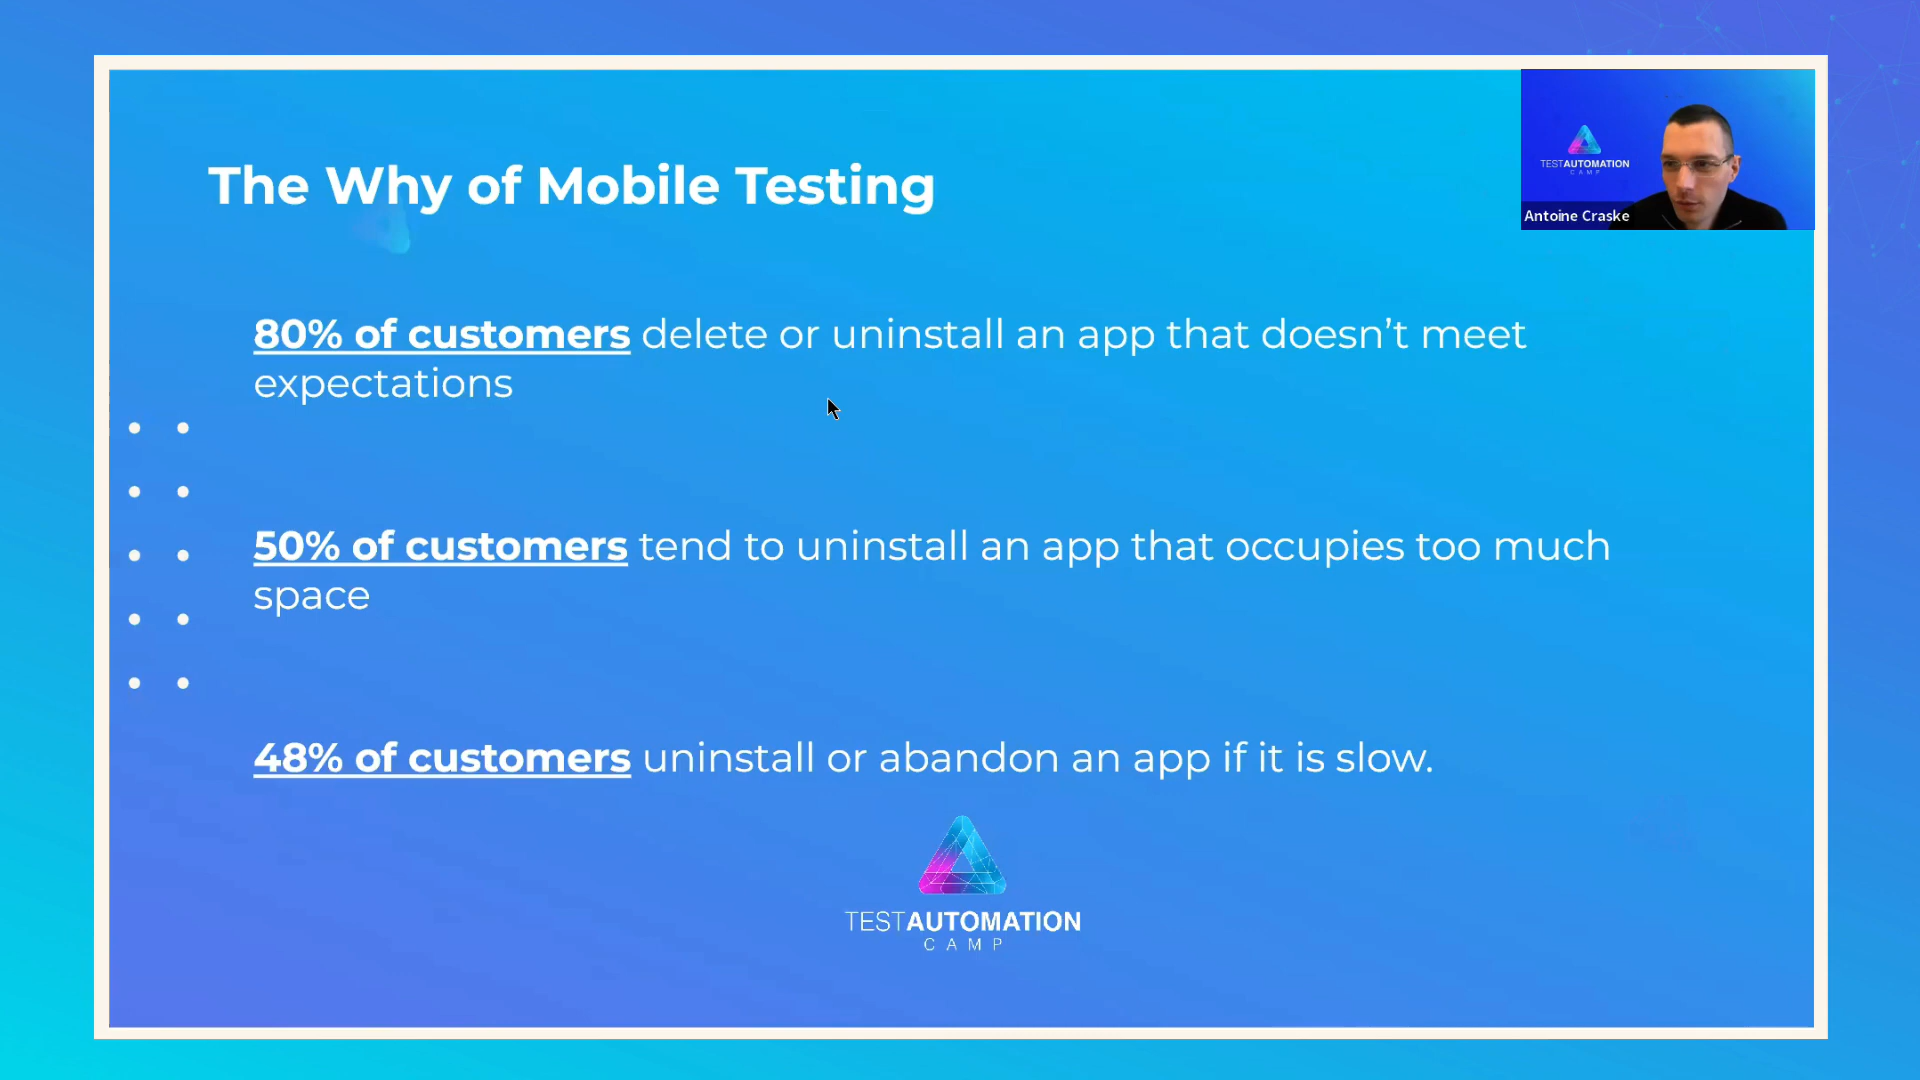 The Why of Mobile Testing
TESTAUTOMATION
CAMP
Antoine Craske
80% of customers delete or uninstall an app that doesn’t meet
expectations
50% of customers tend to uninstall an app that occupies too much
space
48% of customers uninstall or abandon an app if it is slow.
TESTAUTOMATION
CAMP